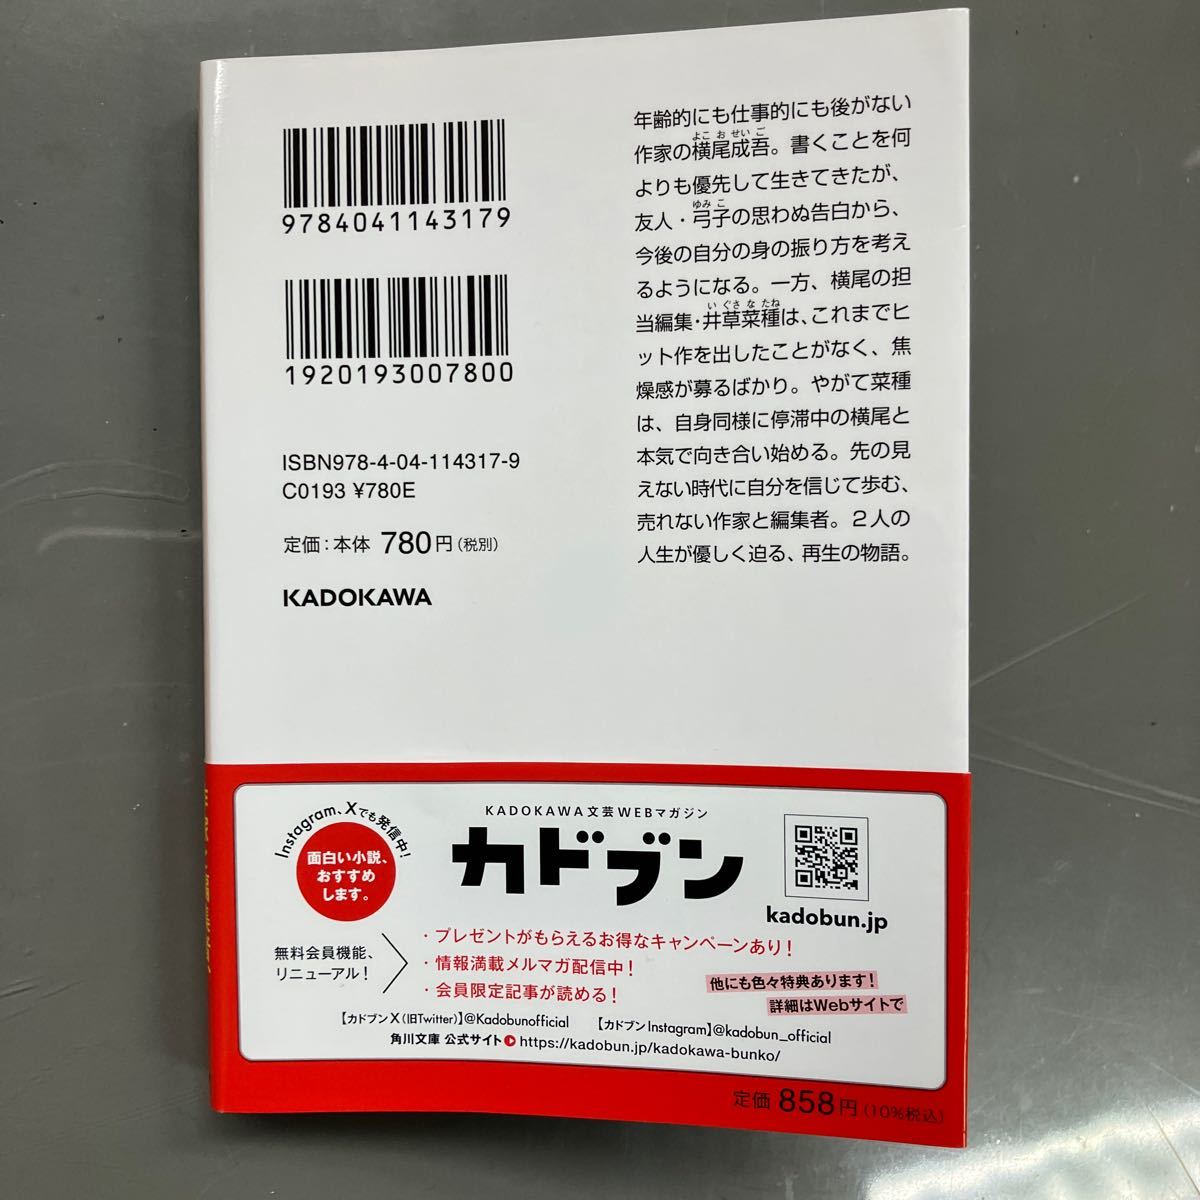 9784041143179
1920193007800
ISBN978-4-04-114317-9
C0193 ¥780E
定価：本体 780円（税別）
KADOKAWA
年齢的にも仕事的にも後がない
作家の横尾成吾。書くことを何
よこ お せい ご
よりも優先して生きてきたが、
友人・弓子の思わぬ告白から、
ゆみ こ
今後の自分の身の振り方を考え
るようになる。一方、横尾の担
当編集・井草菜種は、これまでヒ
い ぐさ な たね
ット作を出したことがなく、焦
燥感が募るばかり。やがて菜種
は、自身同様に停滞中の横尾と
本気で向き合い始める。先の見
えない時代に自分を信じて歩む、
売れない作家と編集者。２人の
人生が優しく迫る、再生の物語。
Instagram、Xでも発信中！
面白い小説、
おすすめ
します。
KADOKAWA文芸WEBマガジン
カドブン
kadobun.jp
無料会員機能、
リニューアル！
・プレゼントがもらえるお得なキャンペーンあり！
・情報満載メルマガ配信中！
・会員限定記事が読める！
他にも色々特典あります！
詳細はWebサイトで
【カドブンX（旧Twitter）】@Kadobunofficial 【カドブンInstagram】@kadobun_official
角川文庫 公式サイト https://kadobun.jp/kadokawa-bunko/
定価 858円（10%税込）